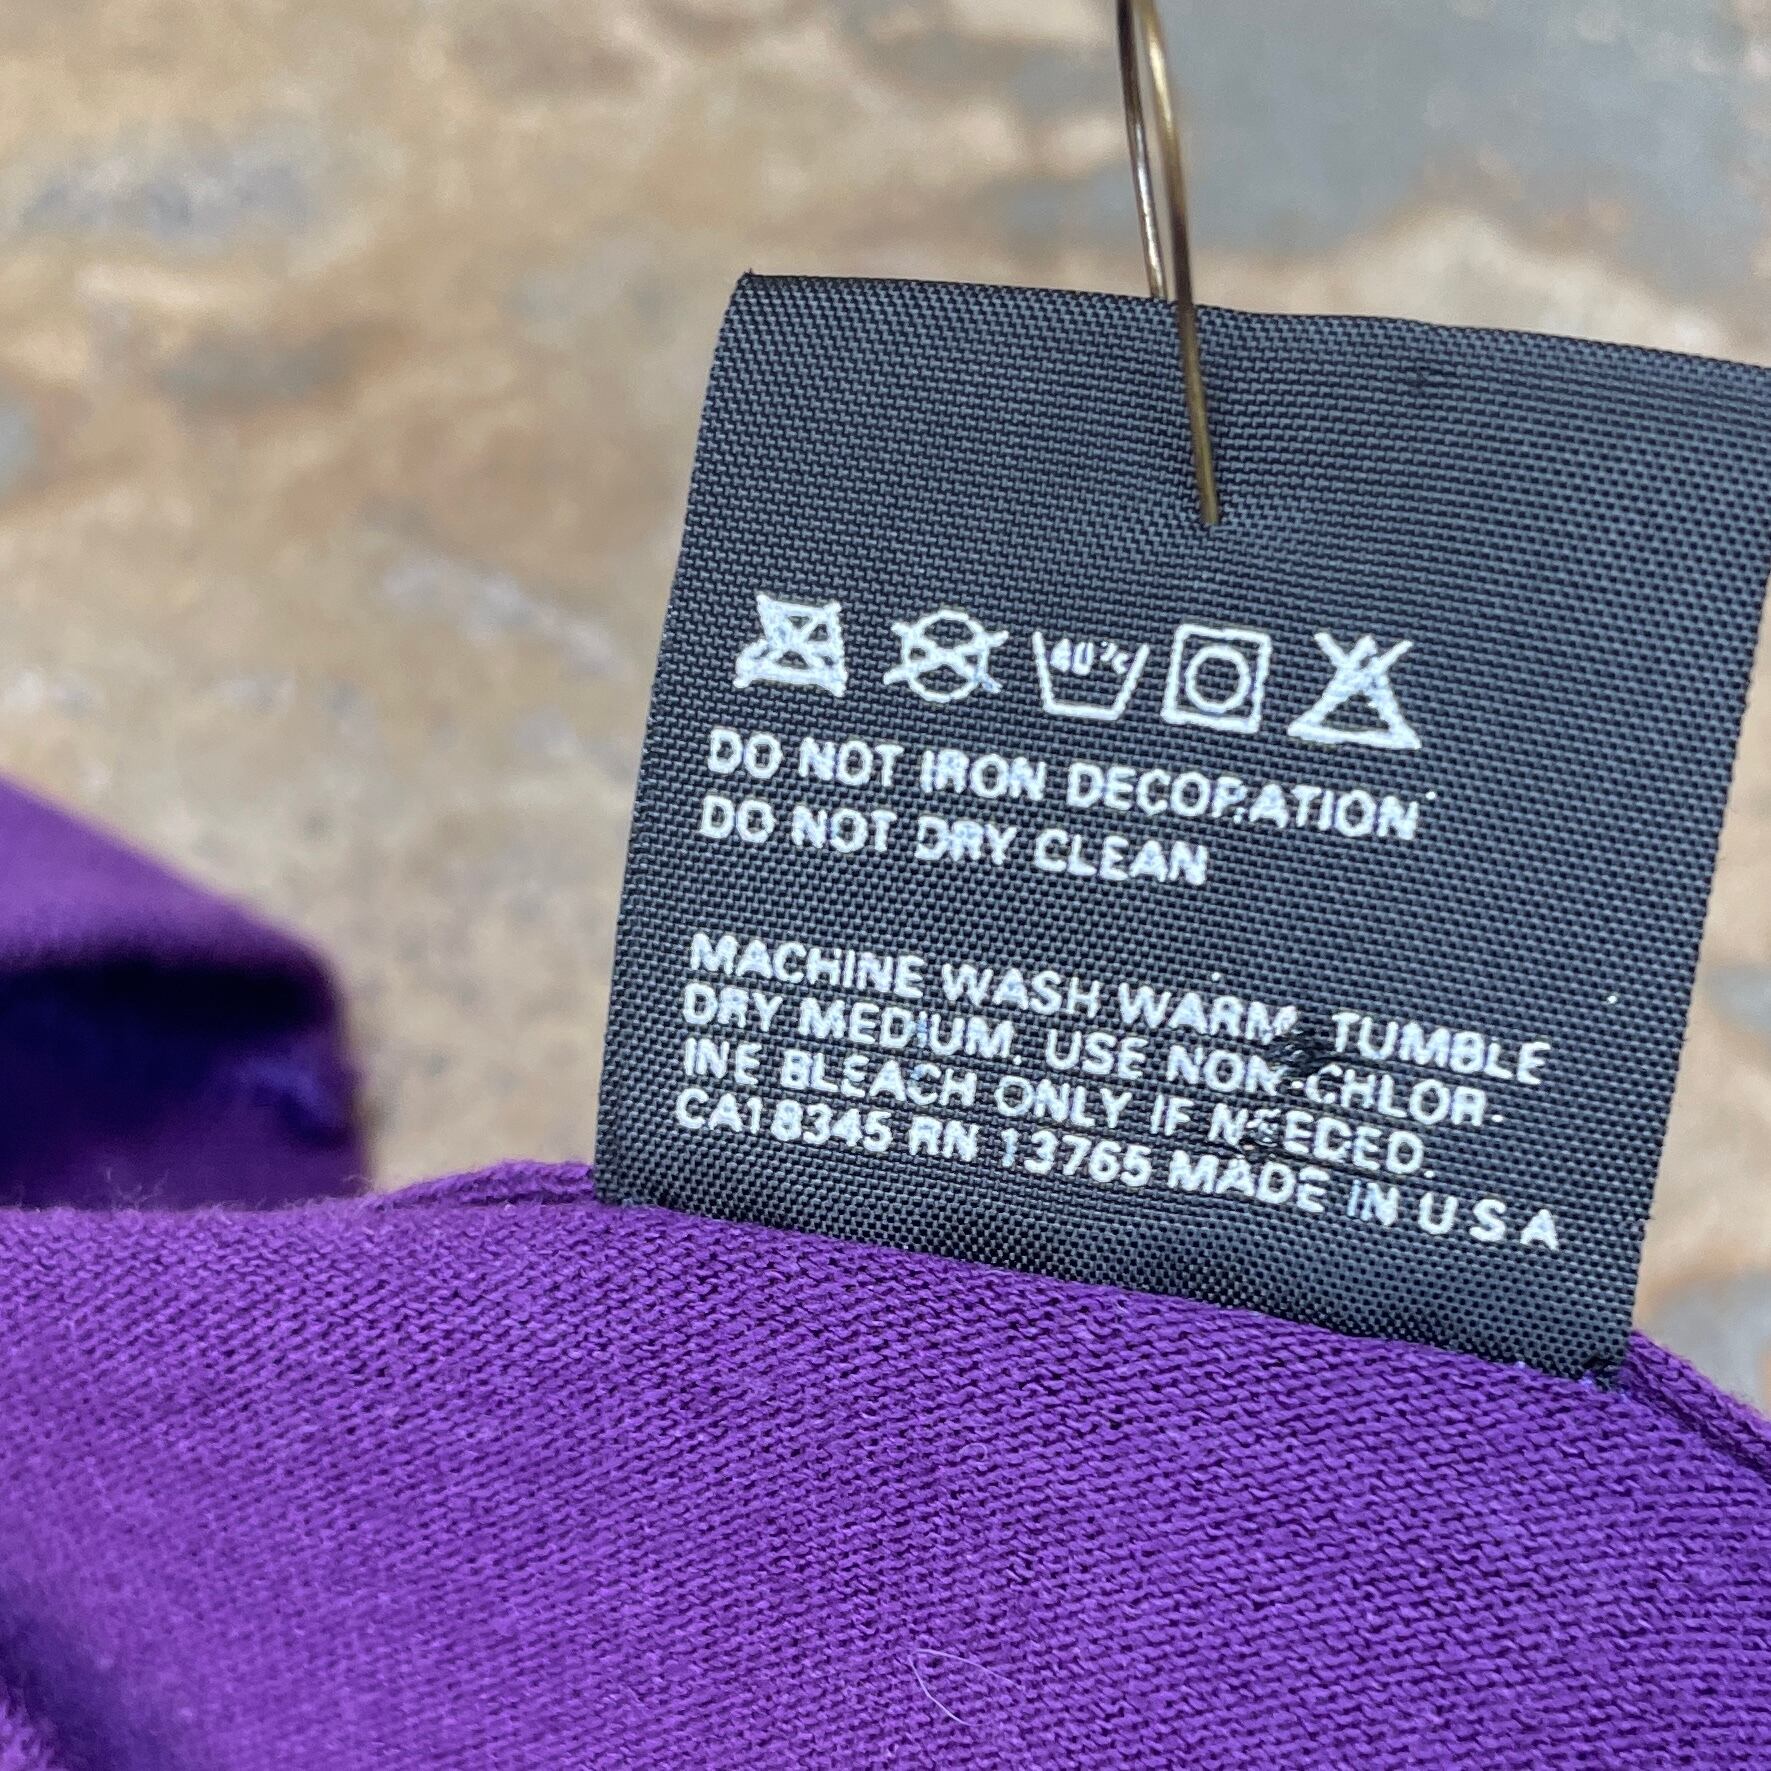 40°C
DO NOT IRON DECORATION
DO NOT DRY CLEAN
MACHINE WASH WARM, TUMBLE
DRY MEDIUM. USE NON-CHLOR-
INE BLEACH ONLY IF NEEDED.
CA18345 RN 13765 MADE IN U S A